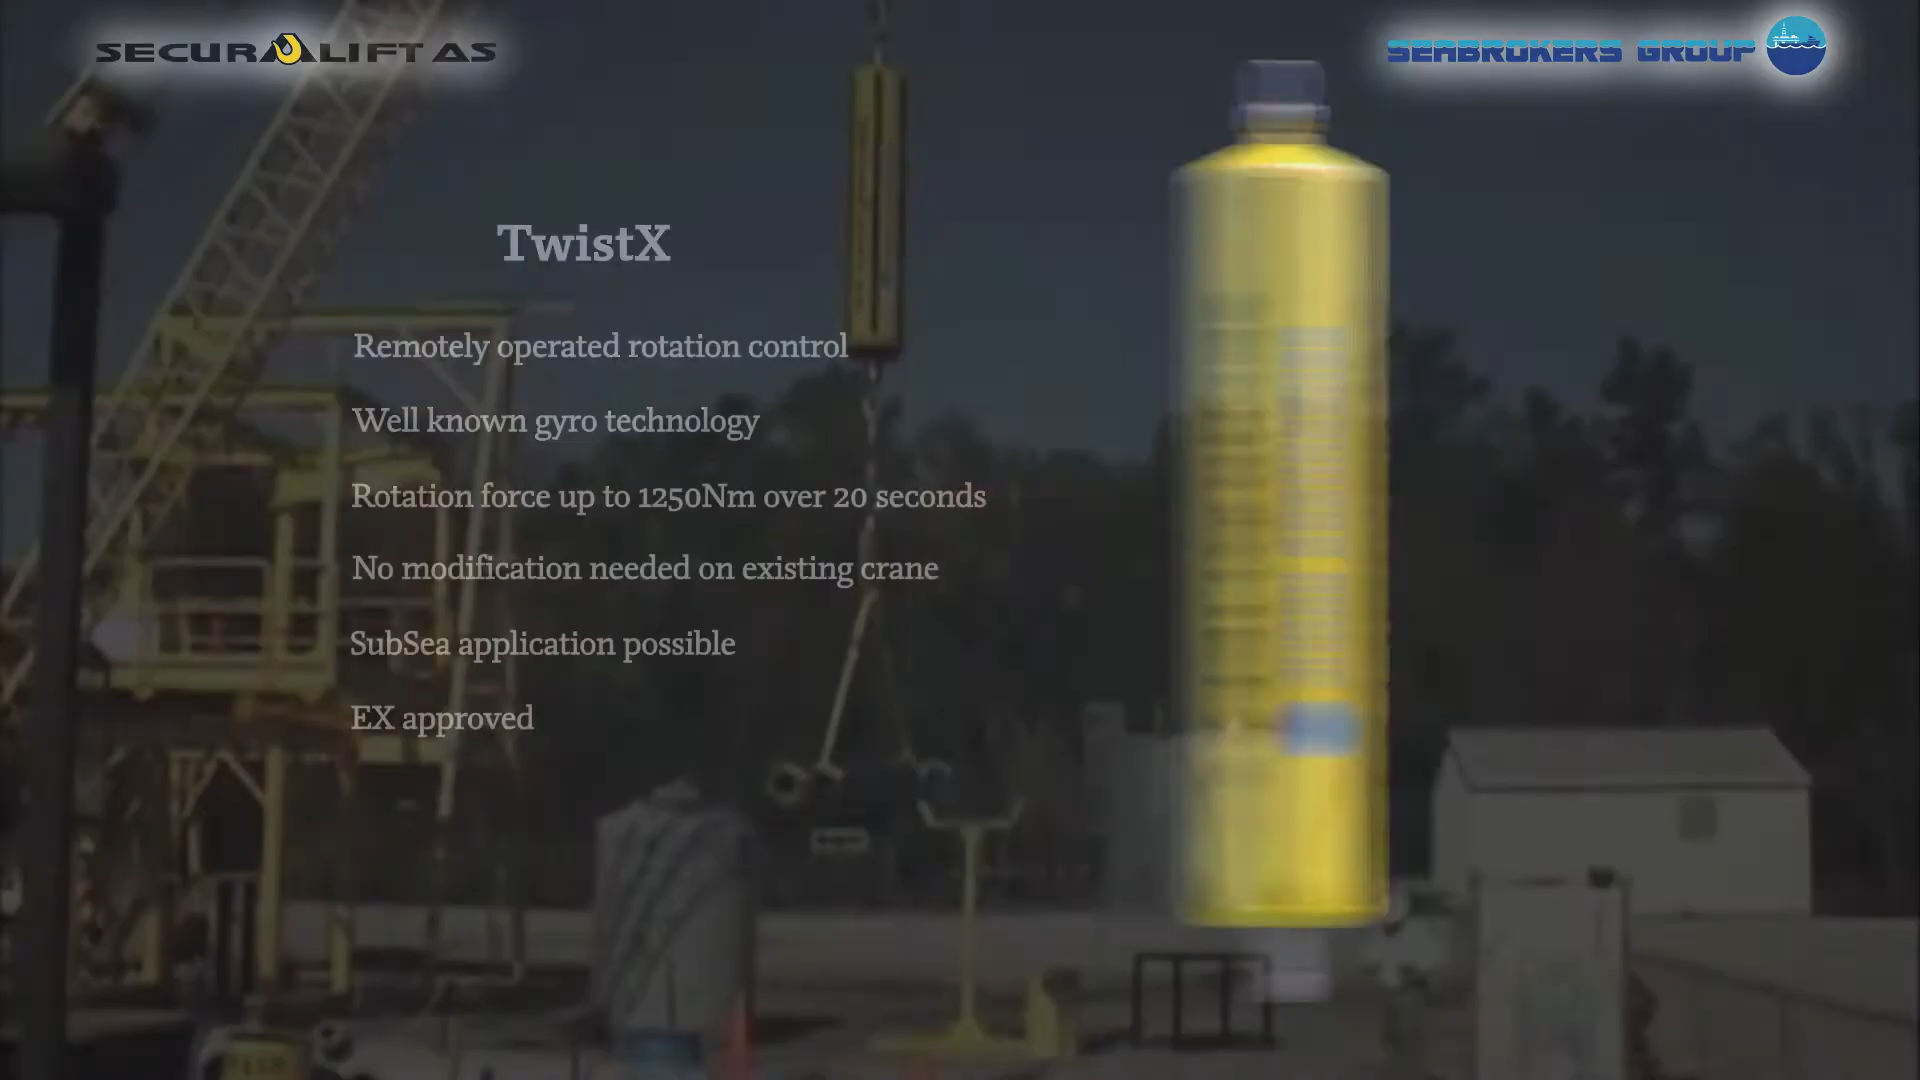 SECURALIFT AS
SEABROKERS GROUP
TwistX
Remotely operated rotation control
Well known gyro technology
Rotation force up to 1250Nm over 20 seconds
No modification needed on existing crane
SubSea application possible
EX approved